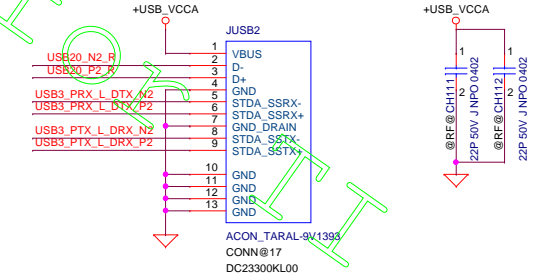 +USB_VCCA
JUSB2
1 VBUS
USB20_N2_R 2 D-
USB20_P2_R 3 D+
4 GND
USB3_PRX_L_DTX_N2 5 STDA_SSRX-
USB3_PRX_L_DTX_P2 6 STDA_SSRX+
7 GND_DRAIN
USB3_PTX_L_DRX_N2 8 STDA_SSTX-
USB3_PTX_L_DRX_P2 9 STDA_SSTX+
10 GND
11 GND
12 GND
13 GND
ACON_TARAL-9V1393
CONN@17
DC23300KL00
+USB_VCCA
1
2
@RF@CH111
22P 50V J NPO 0402
1
2
@RF@CH112
22P 50V J NPO 0402